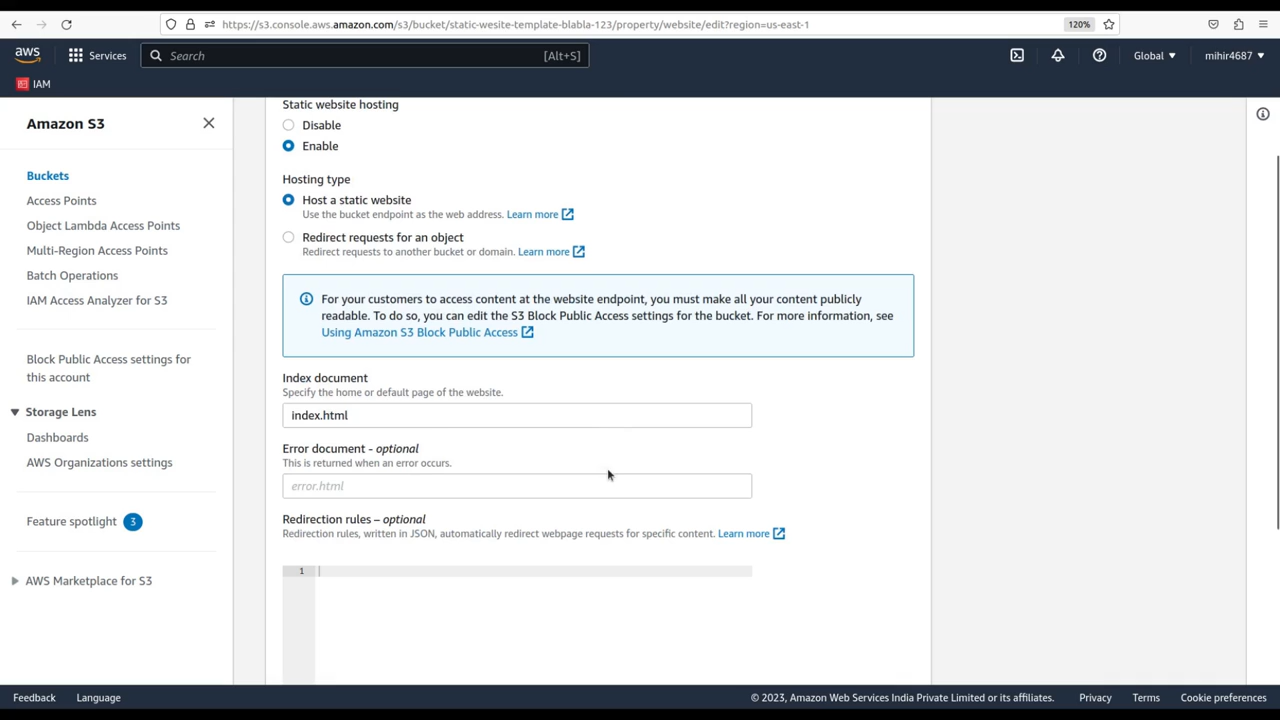 https://s3.console.aws.amazon.com/s3/bucket/static-wesite-template-blabla-123/property/website/edit?region=us-east-1
120%
aws
Services
Search
[Alt+S]
Global
mihir4687
IAM
Amazon S3
Buckets
Access Points
Object Lambda Access Points
Multi-Region Access Points
Batch Operations
IAM Access Analyzer for S3
Block Public Access settings for
this account
Storage Lens
Dashboards
AWS Organizations settings
Feature spotlight 3
AWS Marketplace for S3
Static website hosting
Disable
Enable
Hosting type
Host a static website
Use the bucket endpoint as the web address. Learn more
Redirect requests for an object
Redirect requests to another bucket or domain. Learn more
For your customers to access content at the website endpoint, you must make all your content publicly
readable. To do so, you can edit the S3 Block Public Access settings for the bucket. For more information, see
Using Amazon S3 Block Public Access
Index document
Specify the home or default page of the website.
index.html
Error document - optional
This is returned when an error occurs.
error.html
Redirection rules – optional
Redirection rules, written in JSON, automatically redirect webpage requests for specific content. Learn more
1
Feedback
Language
© 2023, Amazon Web Services India Private Limited or its affiliates.
Privacy
Terms
Cookie preferences